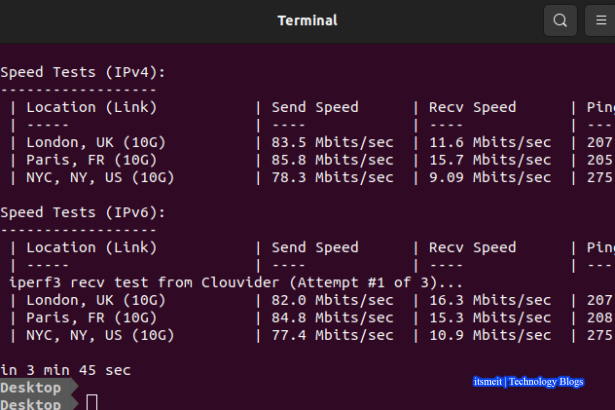 Terminal
Speed Tests (IPv4):
------------------
| Location (Link) | Send Speed | Recv Speed | Ping
| ----- | ---- | ---- | ---
| London, UK (10G) | 83.5 Mbits/sec | 11.6 Mbits/sec | 207
| Paris, FR (10G) | 85.8 Mbits/sec | 15.7 Mbits/sec | 205
| NYC, NY, US (10G) | 78.3 Mbits/sec | 9.09 Mbits/sec | 275
Speed Tests (IPv6):
------------------
| Location (Link) | Send Speed | Recv Speed | Ping
| ----- | ---- | ---- | ---
iperf3 recv test from Clouvider (Attempt #1 of 3)...
| London, UK (10G) | 82.0 Mbits/sec | 16.3 Mbits/sec | 207
| Paris, FR (10G) | 84.8 Mbits/sec | 15.3 Mbits/sec | 208
| NYC, NY, US (10G) | 77.4 Mbits/sec | 10.9 Mbits/sec | 275
in 3 min 45 sec
Desktop
Desktop
itsmeit | Technology Blogs